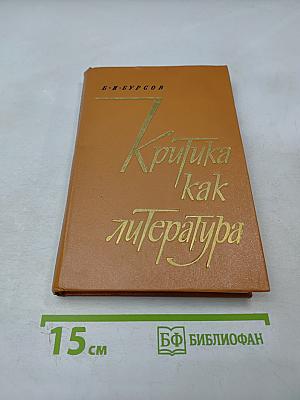 Б·И·БУРСОВ
Критика
как
литература
15 см
БФ БИБЛИОФАН